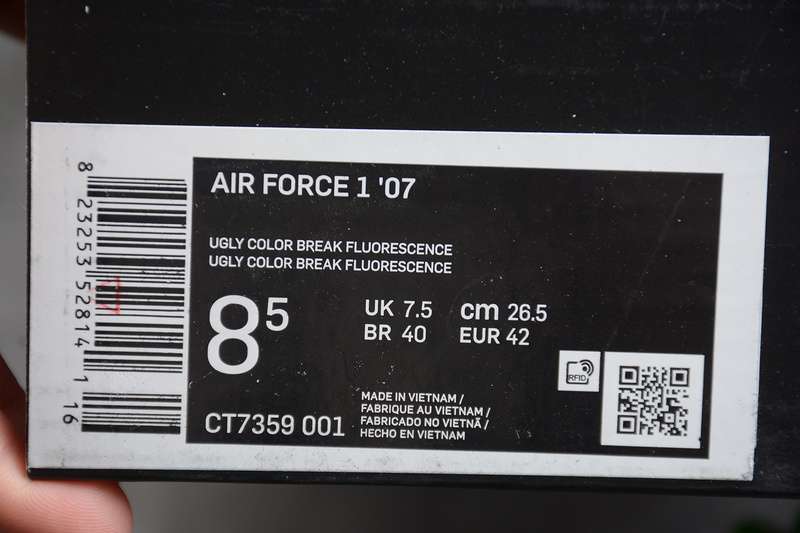 AIR FORCE 1 '07
UGLY COLOR BREAK FLUORESCENCE
UGLY COLOR BREAK FLUORESCENCE
8 5
UK 7.5 cm 26.5
BR 40 EUR 42
RFID
MADE IN VIETNAM /
FABRIQUE AU VIETNAM /
FABRICADO NO VIETNÃ /
HECHO EN VIETNAM
CT7359 001
8 23253 52814 1 16